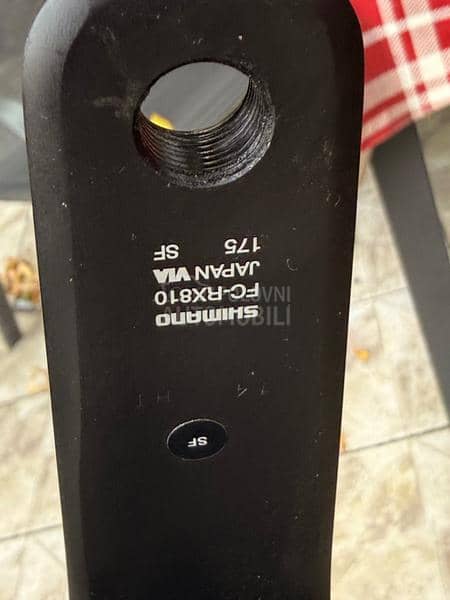 SHIMANO
FC-RX810
JAPAN VIA
175 SF
SF